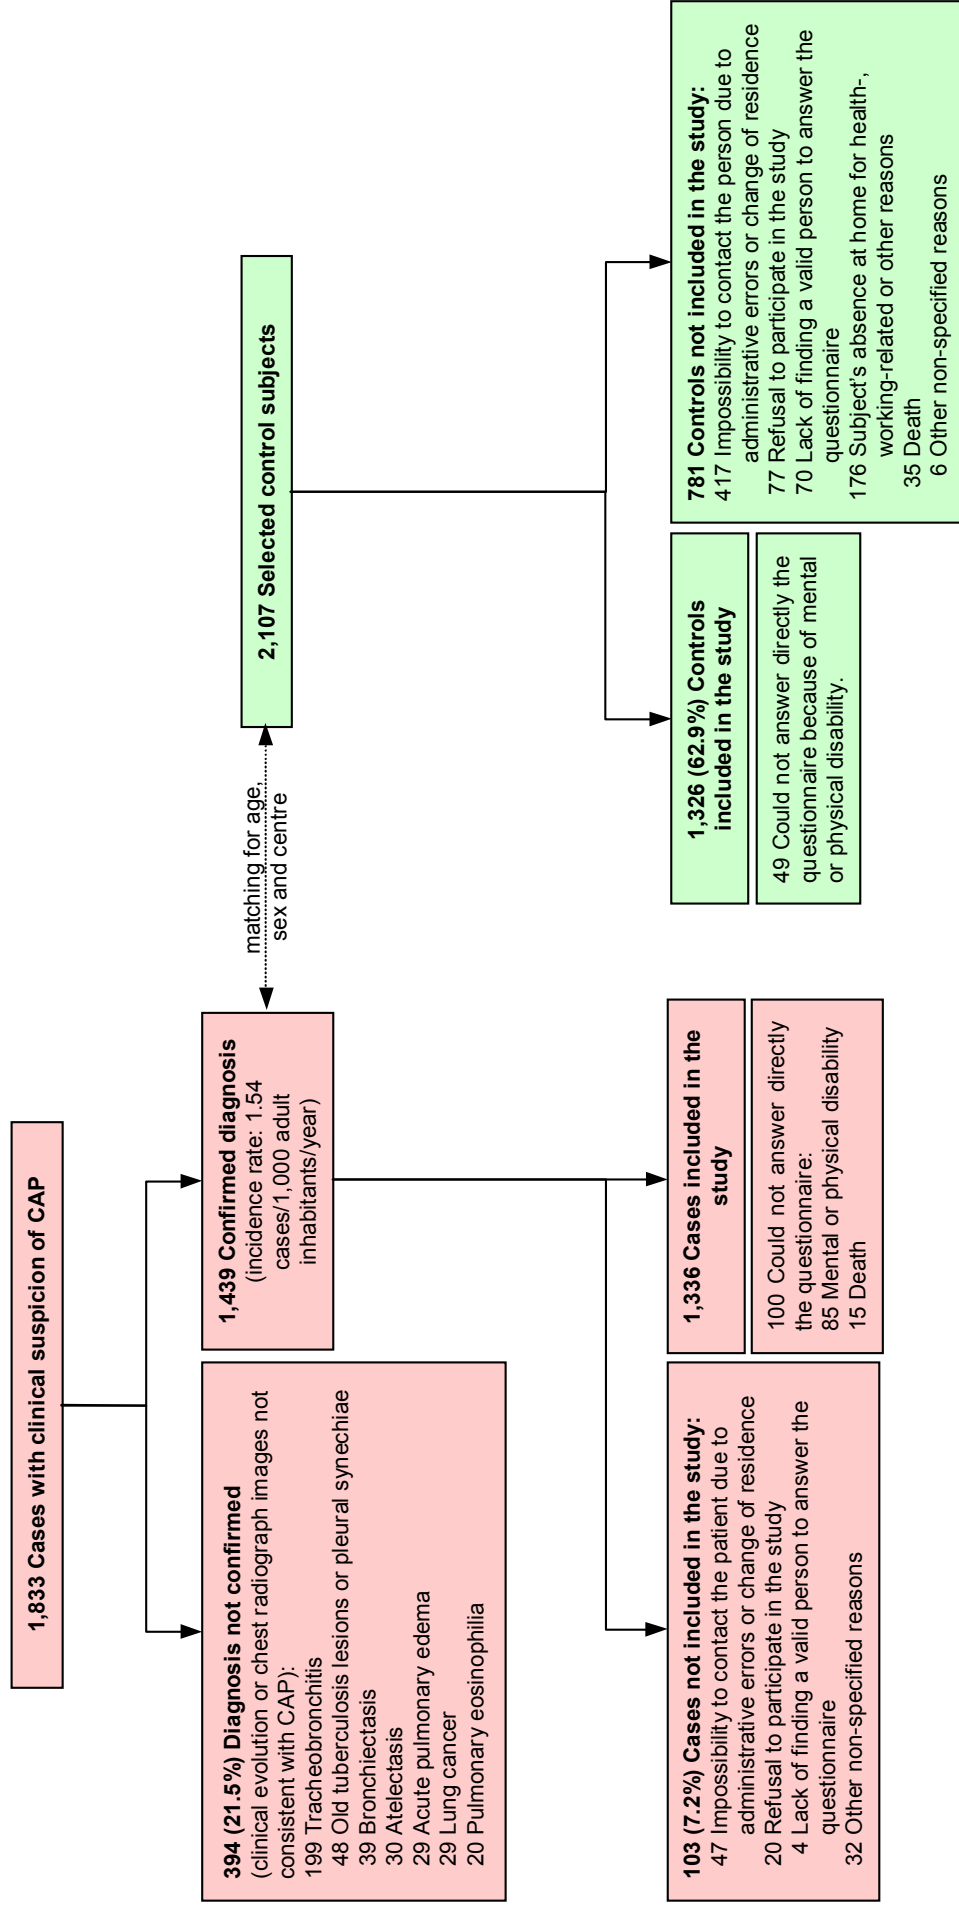 1,833 Cases with clinical suspicion of CAP
394 (21.5%) Diagnosis not confirmed
(clinical evolution or chest radiograph images not
consistent with CAP):
199 Tracheobronchitis
48 Old tuberculosis lesions or pleural synechiae
39 Bronchiectasis
30 Atelectasis
29 Acute pulmonary edema
29 Lung cancer
20 Pulmonary eosinophilia
1,439 Confirmed diagnosis
(incidence rate: 1.54
cases/1,000 adult
inhabitants/year)
matching for age,
sex and centre
2,107 Selected control subjects
103 (7.2%) Cases not included in the study:
47 Impossibility to contact the patient due to
administrative errors or change of residence
20 Refusal to participate in the study
4 Lack of finding a valid person to answer the
questionnaire
32 Other non-specified reasons
1,336 Cases included in the
study
100 Could not answer directly
the questionnaire:
85 Mental or physical disability
15 Death
1,326 (62.9%) Controls
included in the study
49 Could not answer directly the
questionnaire because of mental
or physical disability.
781 Controls not included in the study:
417 Impossibility to contact the person due to
administrative errors or change of residence
77 Refusal to participate in the study
70 Lack of finding a valid person to answer the
questionnaire
176 Subject's absence at home for health-,
working-related or other reasons
35 Death
6 Other non-specified reasons